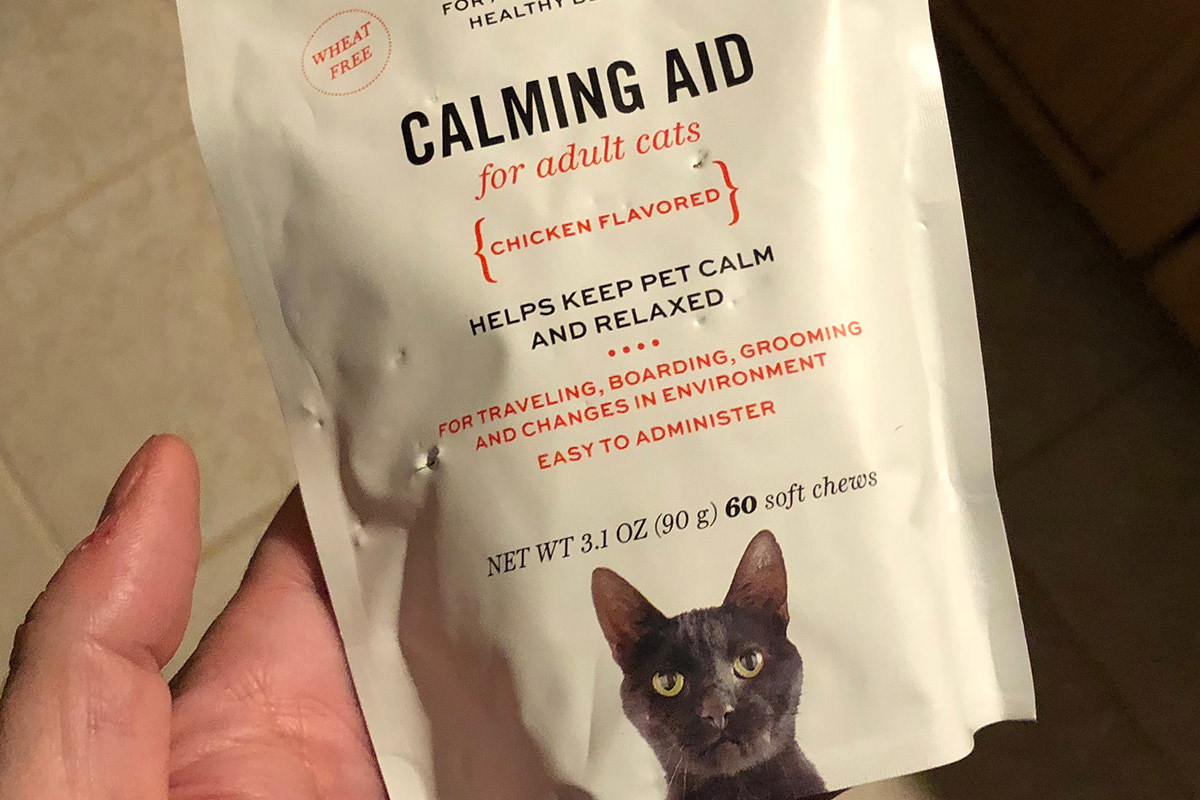 HEALTHY
WHEAT
FREE
CALMING AID
for adult cats
{CHICKEN FLAVORED}
HELPS KEEP PET CALM
AND RELAXED
••••
FOR TRAVELING, BOARDING, GROOMING
AND CHANGES IN ENVIRONMENT
EASY TO ADMINISTER
NET WT 3.1 OZ (90 g) 60 soft chews